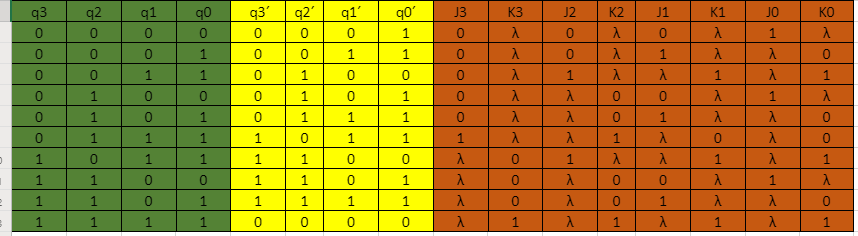 q3 q2 q1 q0 q3′ q2′ q1′ q0′ J3 K3 J2 K2 J1 K1 J0 K0
0 0 0 0 0 0 0 1 0 λ 0 λ 0 λ 1 λ
0 0 0 1 0 0 1 1 0 λ 0 λ 1 λ λ 0
0 0 1 1 0 1 0 0 0 λ 1 λ λ 1 λ 1
0 1 0 0 0 1 0 1 0 λ λ 0 0 λ 1 λ
0 1 0 1 0 1 1 1 0 λ λ 0 1 λ λ 0
0 1 1 1 1 0 1 1 1 λ λ 1 λ 0 λ 0
1 0 1 1 1 1 0 0 λ 0 1 λ λ 1 λ 1
1 1 0 0 1 1 0 1 λ 0 λ 0 0 λ 1 λ
1 1 0 1 1 1 1 1 λ 0 λ 0 1 λ λ 0
1 1 1 1 0 0 0 0 λ 1 λ 1 λ 1 λ 1